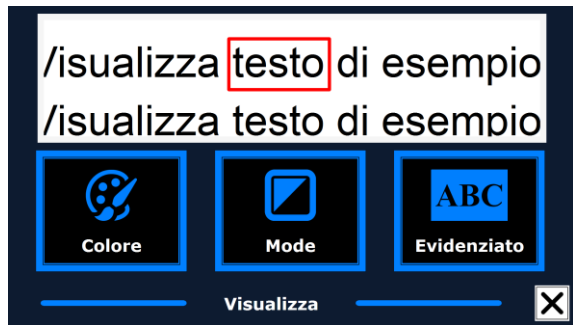 /isualizza testo di esempio
/isualizza testo di esempio
ABC
Colore
Mode
Evidenziato
Visualizza